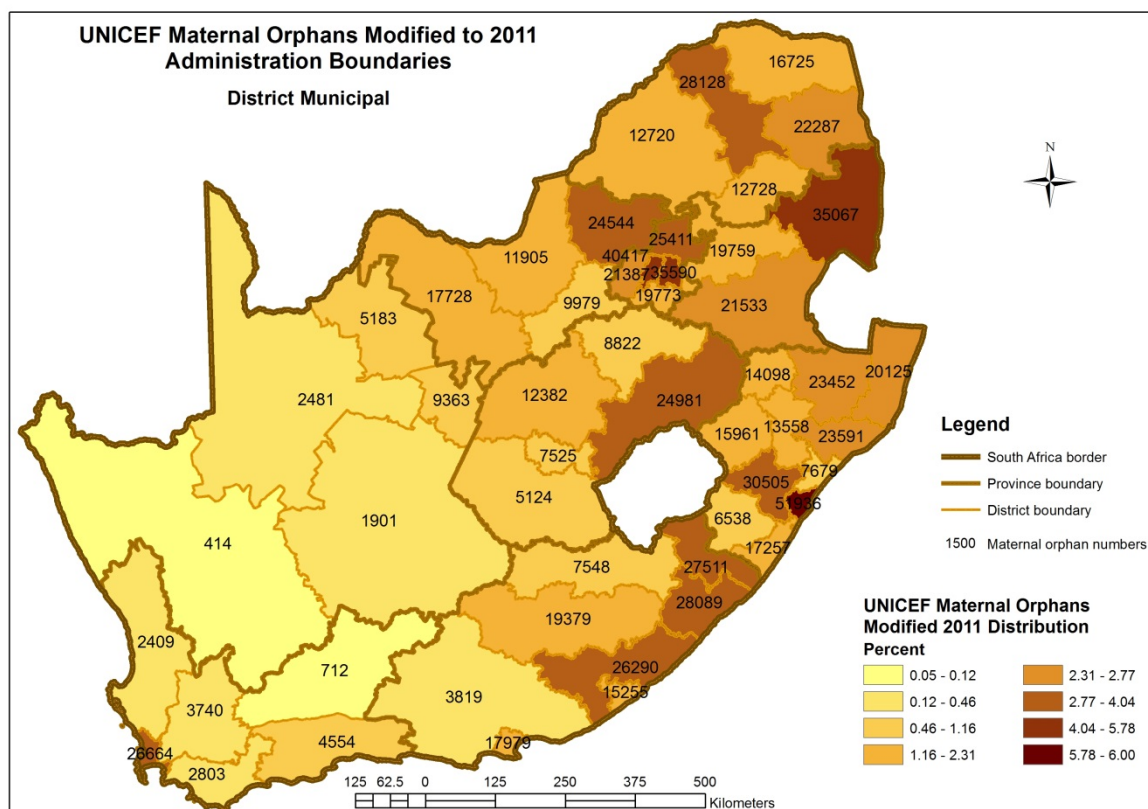 UNICEF Maternal Orphans Modified to 2011
Administration Boundaries
District Municipal
16725
28128
22287
12720
12728
35067
24544
25411
19759
40417
11905
21387
35590
19773
17728
9979
21533
5183
8822
14098
20125
23452
2481
9363
12382
24981
13558
15961
23591
7525
7679
30505
5124
51936
1901
6538
414
17257
7548
27511
28089
19379
2409
26290
712
3819
15255
3740
4554
17979
26664
2803
N
Legend
South Africa border
Province boundary
District boundary
1500 Maternal orphan numbers
UNICEF Maternal Orphans
Modified 2011 Distribution
Percent
0.05 - 0.12
0.12 - 0.46
0.46 - 1.16
1.16 - 2.31
2.31 - 2.77
2.77 - 4.04
4.04 - 5.78
5.78 - 6.00
125 62.5 0 125 250 375 500
Kilometers